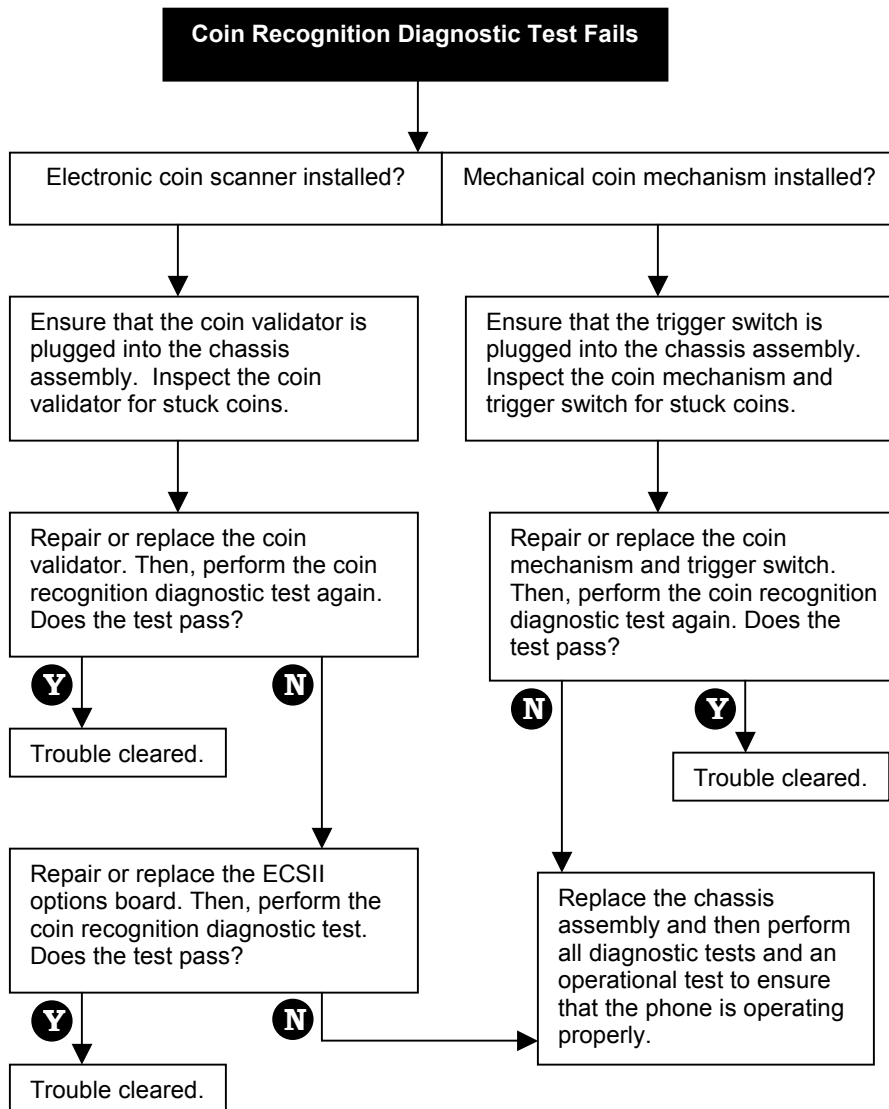 Coin Recognition Diagnostic Test Fails
Electronic coin scanner installed?
Mechanical coin mechanism installed?
Ensure that the coin validator is
plugged into the chassis
assembly.  Inspect the coin
validator for stuck coins.
Ensure that the trigger switch is
plugged into the chassis assembly.
Inspect the coin mechanism and
trigger switch for stuck coins.
Repair or replace the coin
validator. Then, perform the coin
recognition diagnostic test again.
Does the test pass?
Repair or replace the coin
mechanism and trigger switch.
Then, perform the coin recognition
diagnostic test again. Does the
test pass?
Y
N
N
Y
Trouble cleared.
Trouble cleared.
Repair or replace the ECSII
options board. Then, perform the
coin recognition diagnostic test.
Does the test pass?
Replace the chassis
assembly and then perform
all diagnostic tests and an
operational test to ensure
that the phone is operating
properly.
Y
N
Trouble cleared.